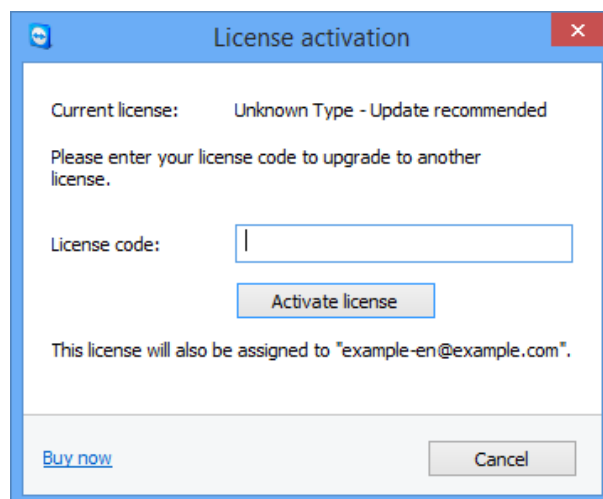 License activation
Current license: Unknown Type - Update recommended
Please enter your license code to upgrade to another
license.
License code:
Activate license
This license will also be assigned to "example-en@example.com".
Buy now Cancel